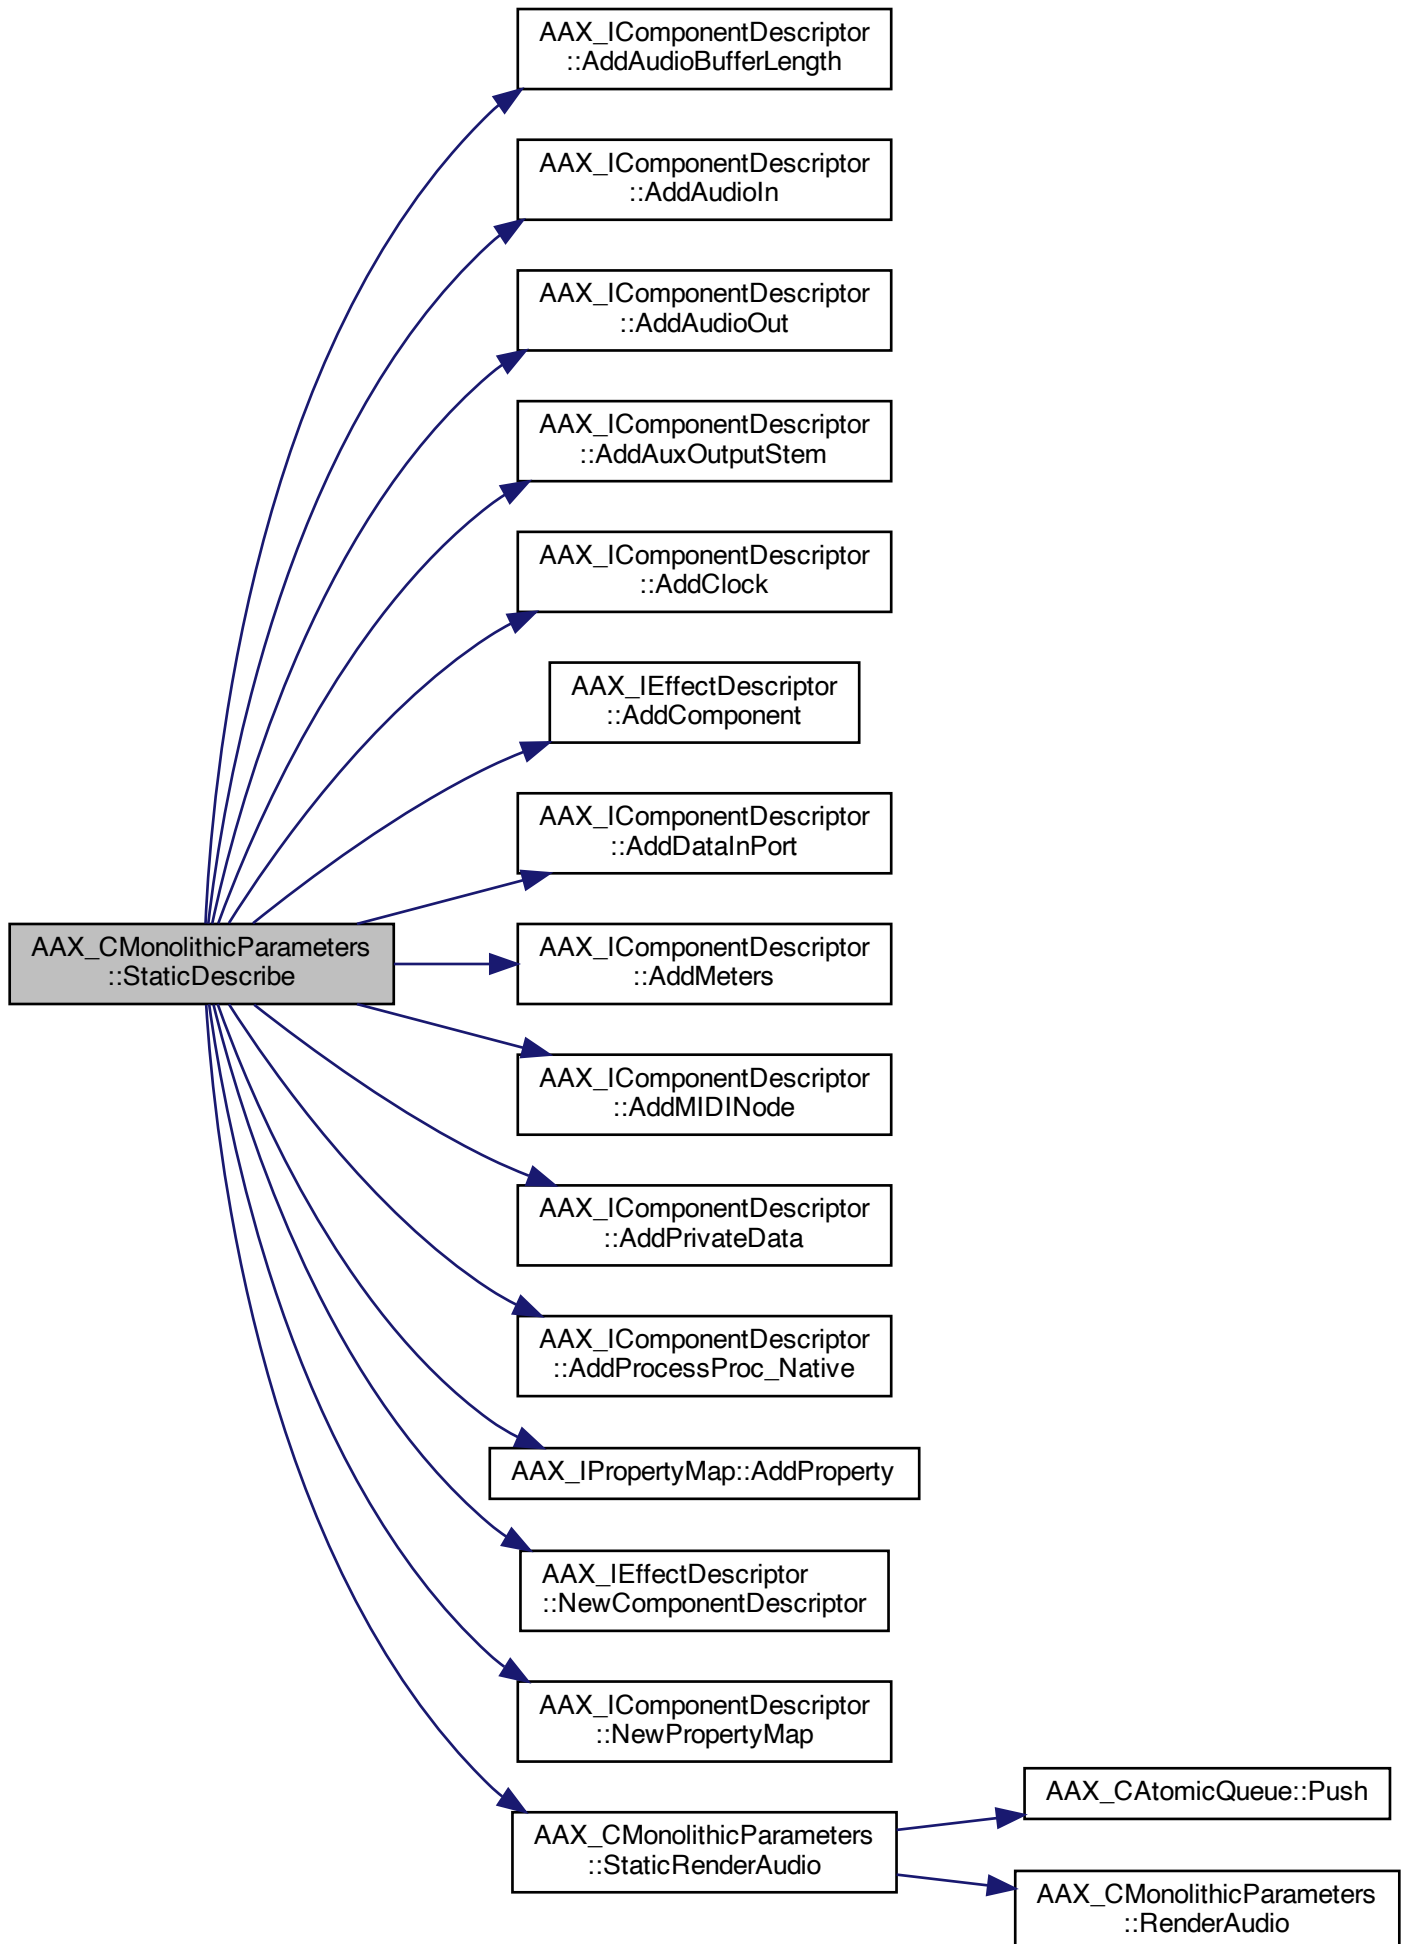 AAX_IComponentDescriptor
::AddAudioBufferLength
AAX_IComponentDescriptor
::AddAudioIn
AAX_IComponentDescriptor
::AddAudioOut
AAX_IComponentDescriptor
::AddAuxOutputStem
AAX_IComponentDescriptor
::AddClock
AAX_IEffectDescriptor
::AddComponent
AAX_IComponentDescriptor
::AddDataInPort
AAX_CMonolithicParameters
::StaticDescribe
AAX_IComponentDescriptor
::AddMeters
AAX_IComponentDescriptor
::AddMIDINode
AAX_IComponentDescriptor
::AddPrivateData
AAX_IComponentDescriptor
::AddProcessProc_Native
AAX_IPropertyMap::AddProperty
AAX_IEffectDescriptor
::NewComponentDescriptor
AAX_IComponentDescriptor
::NewPropertyMap
AAX_CMonolithicParameters
::StaticRenderAudio
AAX_CAtomicQueue::Push
AAX_CMonolithicParameters
::RenderAudio